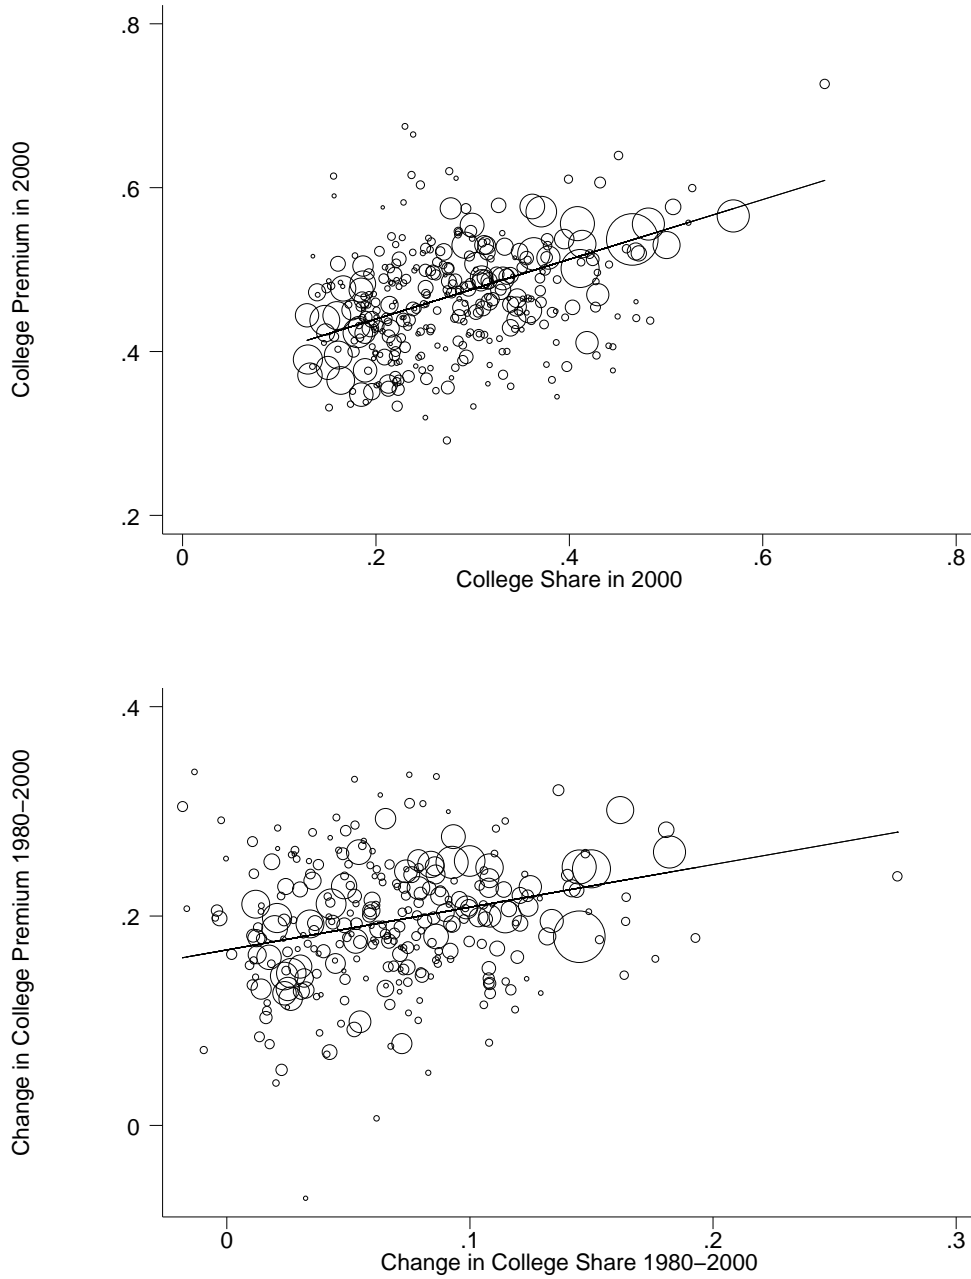 .8
.6
.4
.2
College Premium in 2000
0 .2 .4 .6 .8
College Share in 2000
.4
.2
0
Change in College Premium 1980−2000
0 .1 .2 .3
Change in College Share 1980−2000